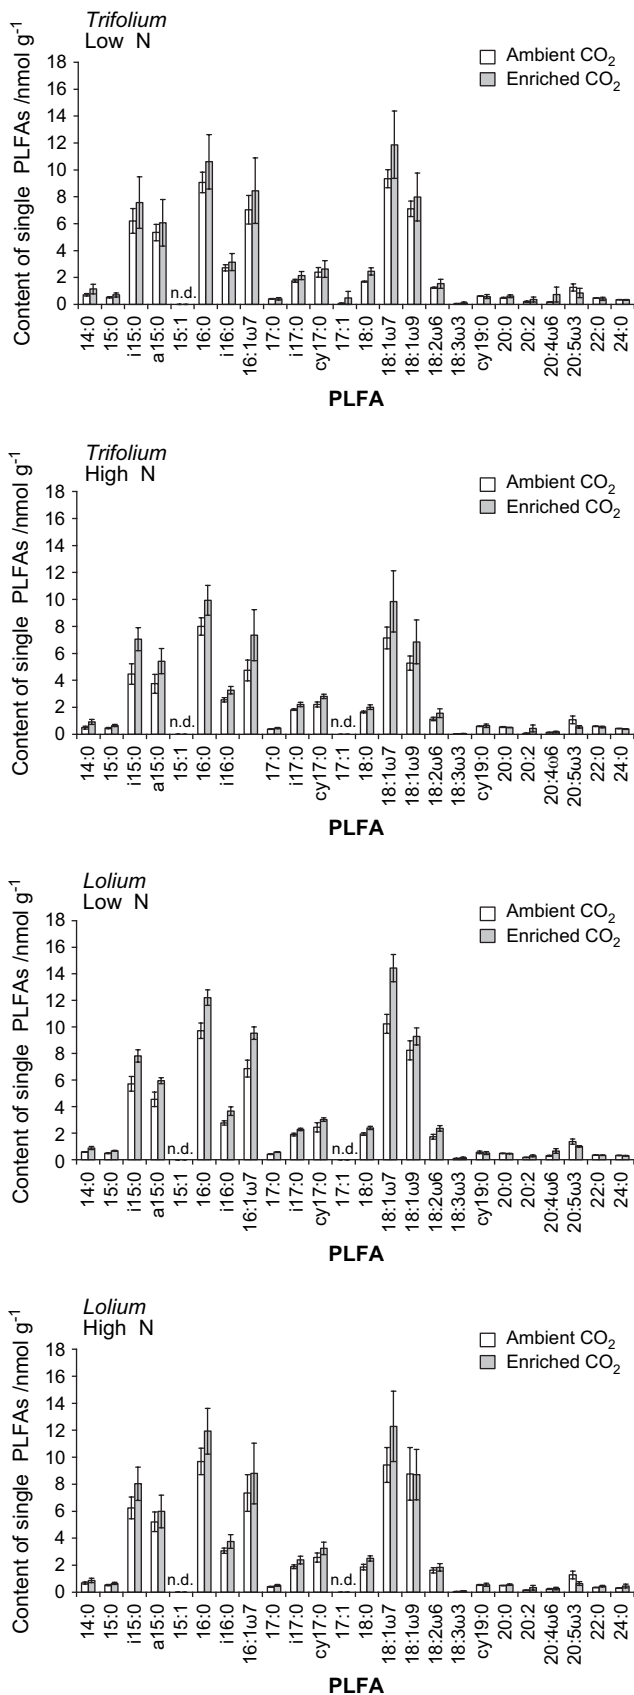 Trifolium
Low N
Ambient CO2
Enriched CO2
Content of single PLFAs /nmol g-1
18
16
14
12
10
8
6
4
2
0
n.d.
14:0
15:0
i15:0
a15:0
15:1
16:0
i16:0
16:1ω7
17:0
i17:0
cy17:0
17:1
18:0
18:1ω7
18:1ω9
18:2ω6
18:3ω3
cy19:0
20:0
20:2
20:4ω6
20:5ω3
22:0
24:0
PLFA
Trifolium
High N
Ambient CO2
Enriched CO2
Content of single PLFAs /nmol g-1
18
16
14
12
10
8
6
4
2
0
n.d.
n.d.
14:0
15:0
i15:0
a15:0
15:1
16:0
i16:0
17:0
i17:0
cy17:0
17:1
18:0
18:1ω7
18:1ω9
18:2ω6
18:3ω3
cy19:0
20:0
20:2
20:4ω6
20:5ω3
22:0
24:0
PLFA
Lolium
Low N
Ambient CO2
Enriched CO2
Content of single PLFAs /nmol g-1
18
16
14
12
10
8
6
4
2
0
n.d.
n.d.
14:0
15:0
i15:0
a15:0
15:1
16:0
i16:0
16:1ω7
17:0
i17:0
cy17:0
17:1
18:0
18:1ω7
18:1ω9
18:2ω6
18:3ω3
cy19:0
20:0
20:2
20:4ω6
20:5ω3
22:0
24:0
PLFA
Lolium
High N
Ambient CO2
Enriched CO2
Content of single PLFAs /nmol g-1
18
16
14
12
10
8
6
4
2
0
n.d.
n.d.
14:0
15:0
i15:0
a15:0
15:1
16:0
i16:0
16:1ω7
17:0
i17:0
cy17:0
17:1
18:0
18:1ω7
18:1ω9
18:2ω6
18:3ω3
cy19:0
20:0
20:2
20:4ω6
20:5ω3
22:0
24:0
PLFA